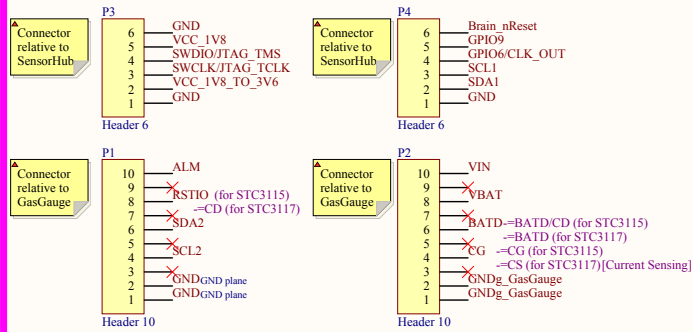 P3
Connector
relative to
SensorHub
6 GND
5 VCC_1V8
4 SWDIO/JTAG_TMS
3 SWCLK/JTAG_TCLK
2 VCC_1V8_TO_3V6
1 GND
Header 6
P4
Connector
relative to
SensorHub
6 Brain_nReset
5 GPIO9
4 GPIO6/CLK_OUT
3 SCL1
2 SDA1
1 GND
Header 6
P1
Connector
relative to
GasGauge
10 ALM
9
8 RSTIO (for STC3115)
7 -=CD (for STC3117)
6 SDA2
5
4 SCL2
3
2 GND GND plane
1 GND GND plane
Header 10
P2
Connector
relative to
GasGauge
10 VIN
9
8 VBAT
7
6 BATD-=BATD/CD (for STC3115)
5 -=BATD (for STC3117)
4 CG -=CG (for STC3115)
3 -=CS (for STC3117)[Current Sensing]
2 GNDg_GasGauge
1 GNDg_GasGauge
Header 10